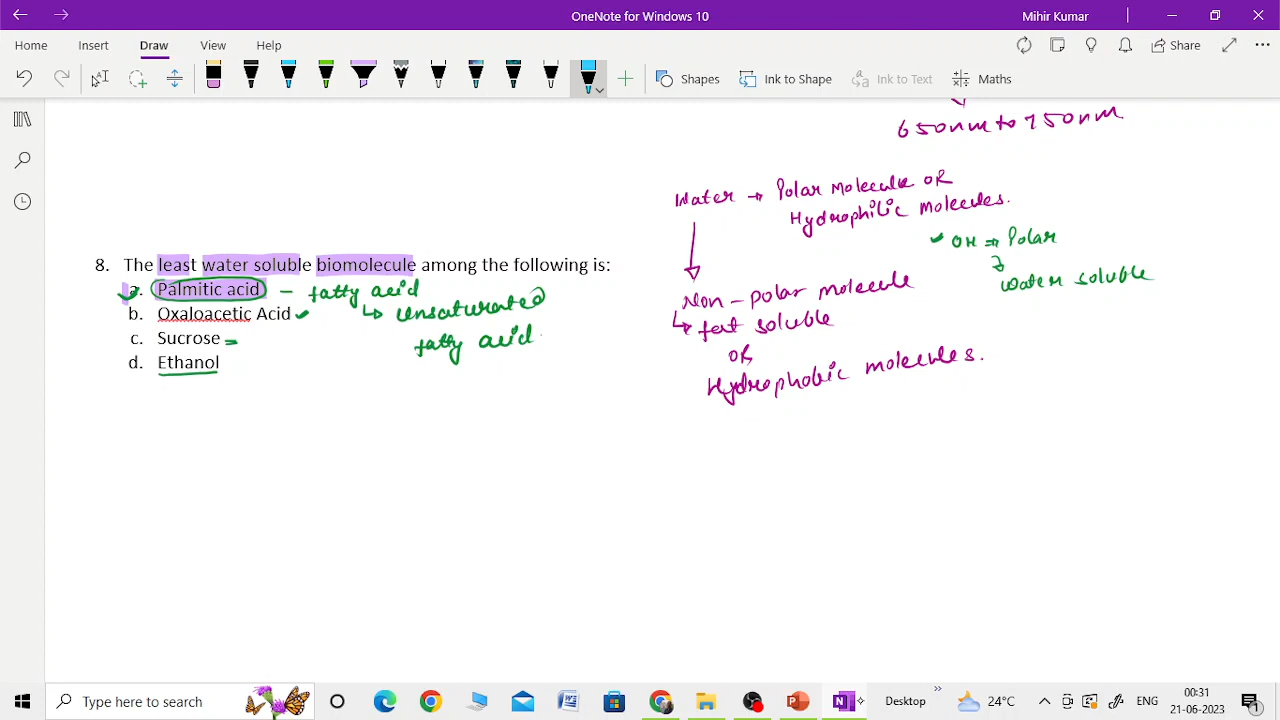 OneNote for Windows 10
Mihir Kumar
Home Insert Draw View Help
Share
Shapes
Ink to Shape
Ink to Text
Maths
650nm to 750nm
Water → Polar Molecule OR
Hydrophilic Molecules.
OH ⇒ Polar
Water soluble
Non-polar molecule
↳ fat soluble
OR
Hydrophobic molecules.
8. The least water soluble biomolecule among the following is:
a. Palmitic acid – fatty acid
↳ Unsaturated
fatty acid.
b. Oxaloacetic Acid
c. Sucrose
d. Ethanol
Type here to search
Desktop
24°C
ENG
00:31
21-06-2023